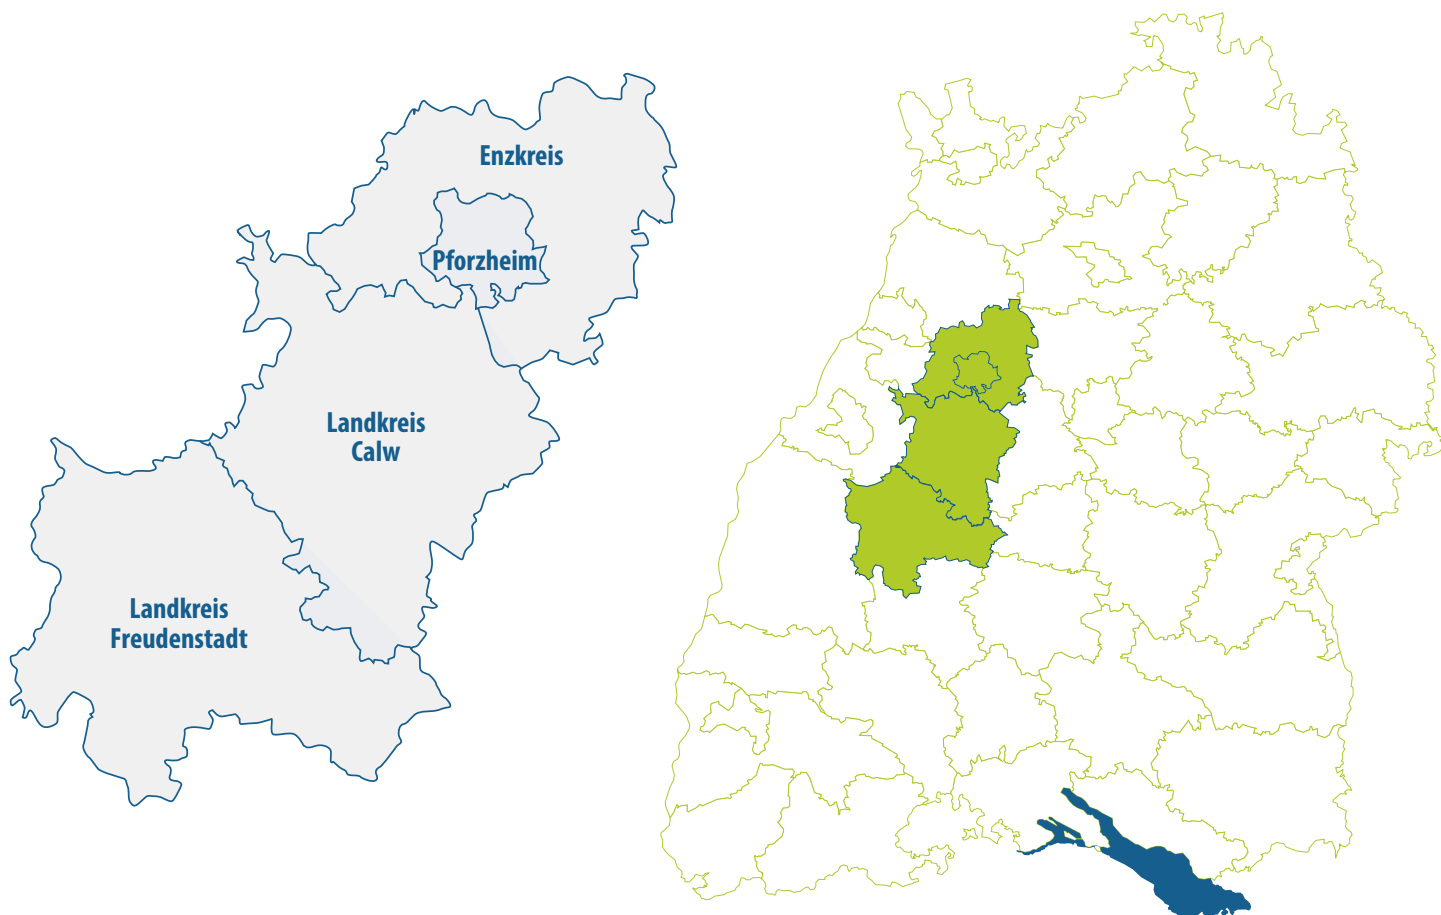 Enzkreis
Pforzheim
Landkreis
Calw
Landkreis
Freudenstadt